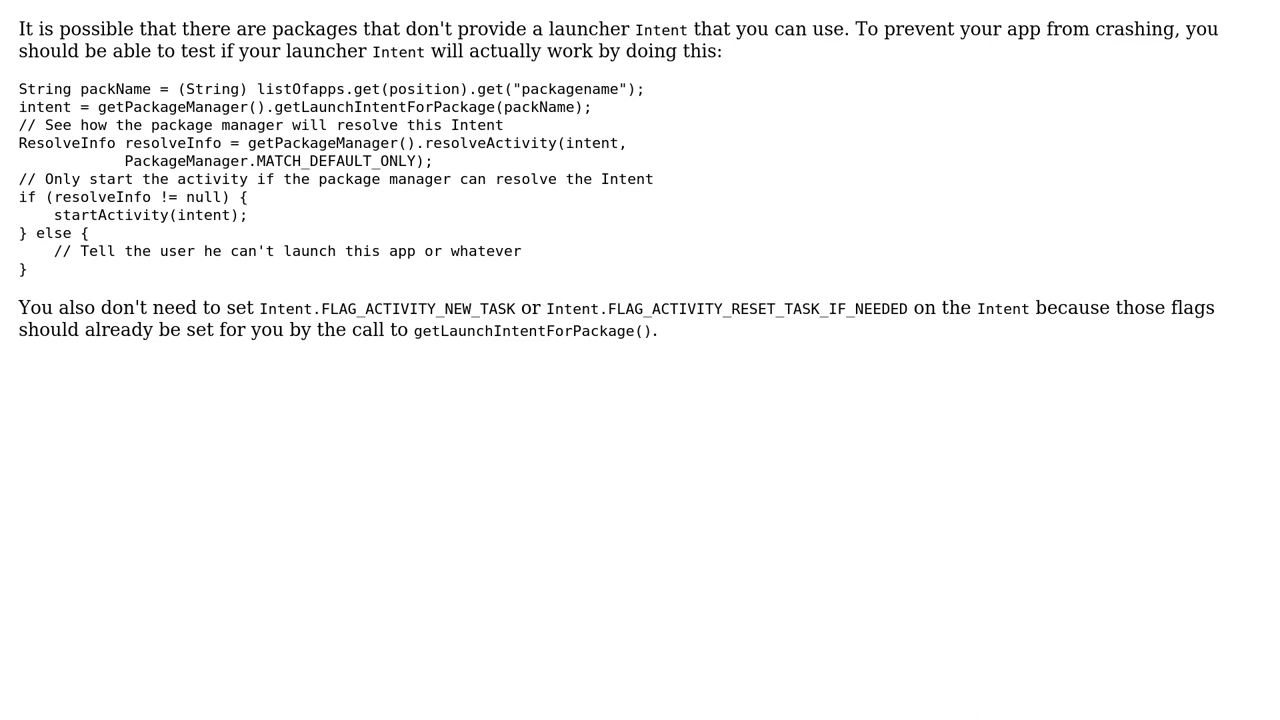 It is possible that there are packages that don't provide a launcher Intent that you can use. To prevent your app from crashing, you
should be able to test if your launcher Intent will actually work by doing this:
String packName = (String) listOfapps.get(position).get("packagename");
intent = getPackageManager().getLaunchIntentForPackage(packName);
// See how the package manager will resolve this Intent
ResolveInfo resolveInfo = getPackageManager().resolveActivity(intent,
            PackageManager.MATCH_DEFAULT_ONLY);
// Only start the activity if the package manager can resolve the Intent
if (resolveInfo != null) {
    startActivity(intent);
} else {
    // Tell the user he can't launch this app or whatever
}
You also don't need to set Intent.FLAG_ACTIVITY_NEW_TASK or Intent.FLAG_ACTIVITY_RESET_TASK_IF_NEEDED on the Intent because those flags
should already be set for you by the call to getLaunchIntentForPackage().